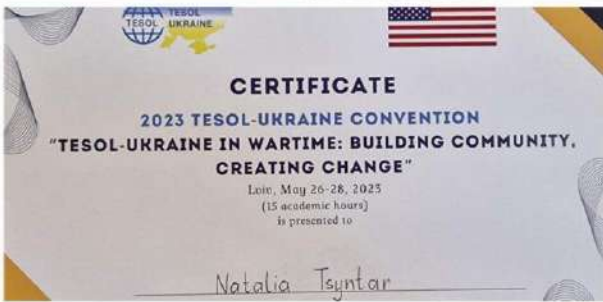 TESOL
TESOL UKRAINE
CERTIFICATE
2023 TESOL-UKRAINE CONVENTION
"TESOL-UKRAINE IN WARTIME: BUILDING COMMUNITY,
CREATING CHANGE"
Lviv, May 26-28, 2023
(15 academic hours)
is presented to
Natalia Tsyntar